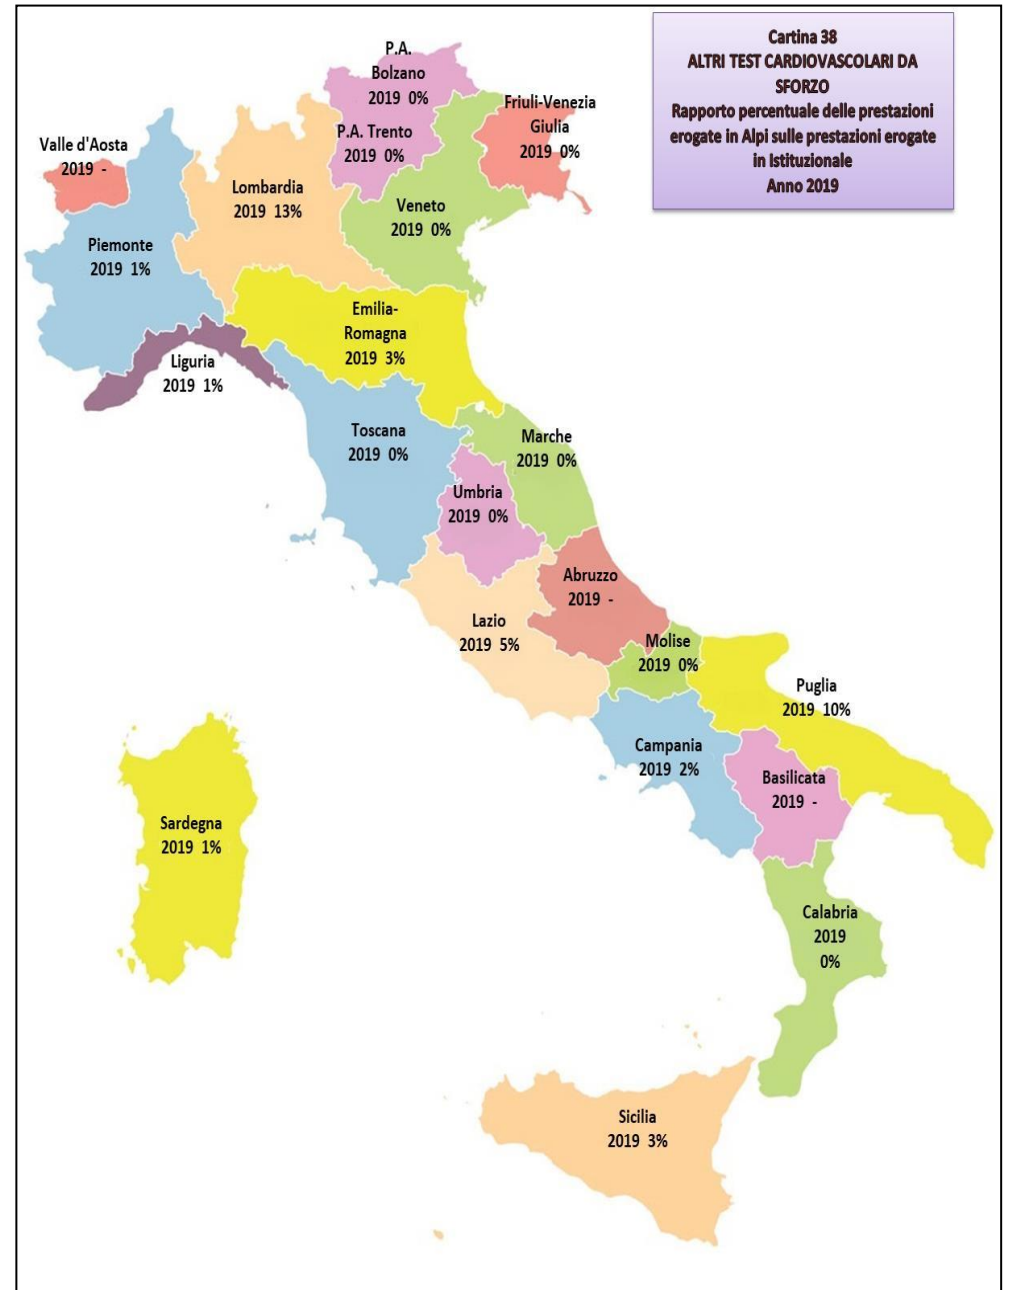 Cartina 38
ALTRI TEST CARDIOVASCOLARI DA
SFORZO
Rapporto percentuale delle prestazioni
erogate in Alpi sulle prestazioni erogate
in Istituzionale
Anno 2019
P.A.
Bolzano
2019 0%
P.A. Trento
2019 0%
Friuli-Venezia
Giulia
2019 0%
Valle d'Aosta
2019 -
Lombardia
2019 13%
Veneto
2019 0%
Piemonte
2019 1%
Emilia-
Romagna
2019 3%
Liguria
2019 1%
Toscana
2019 0%
Marche
2019 0%
Umbria
2019 0%
Abruzzo
2019 -
Lazio
2019 5%
Molise
2019 0%
Puglia
2019 10%
Campania
2019 2%
Basilicata
2019 -
Sardegna
2019 1%
Calabria
2019
0%
Sicilia
2019 3%